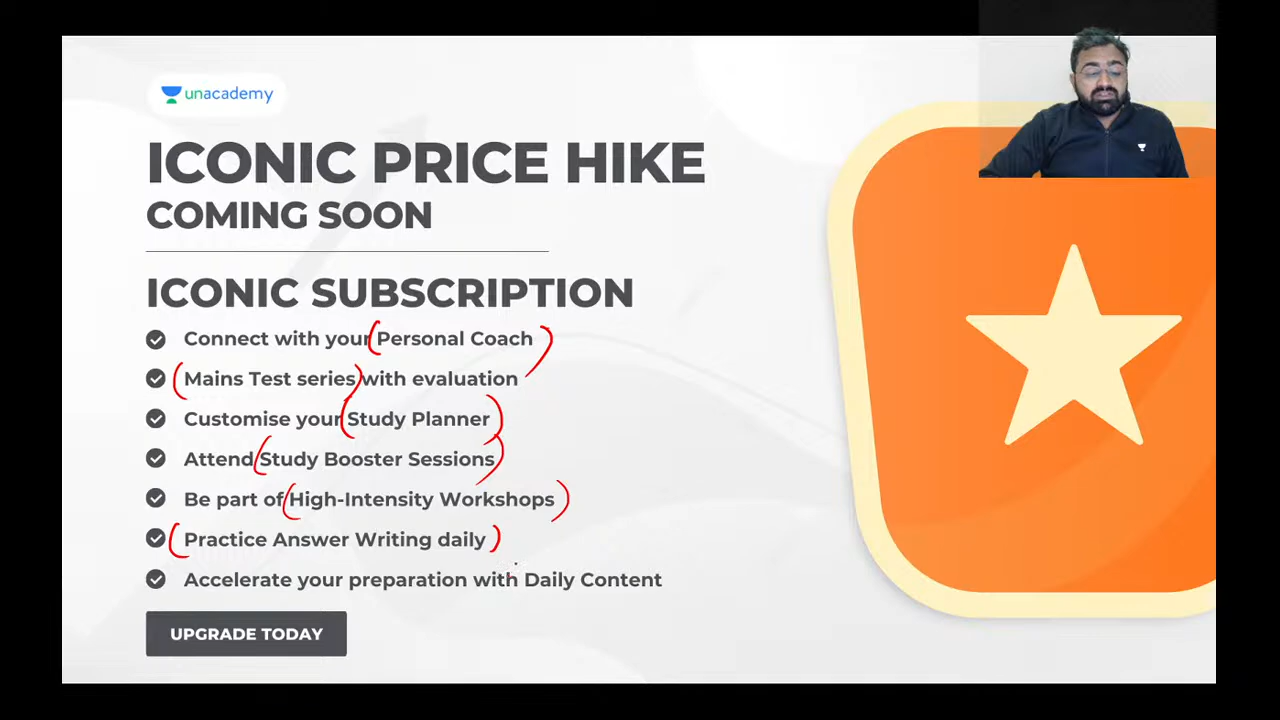 unacademy
ICONIC PRICE HIKE
COMING SOON
ICONIC SUBSCRIPTION
Connect with your Personal Coach
Mains Test series with evaluation
Customise your Study Planner
Attend Study Booster Sessions
Be part of High-Intensity Workshops
Practice Answer Writing daily
Accelerate your preparation with Daily Content
UPGRADE TODAY